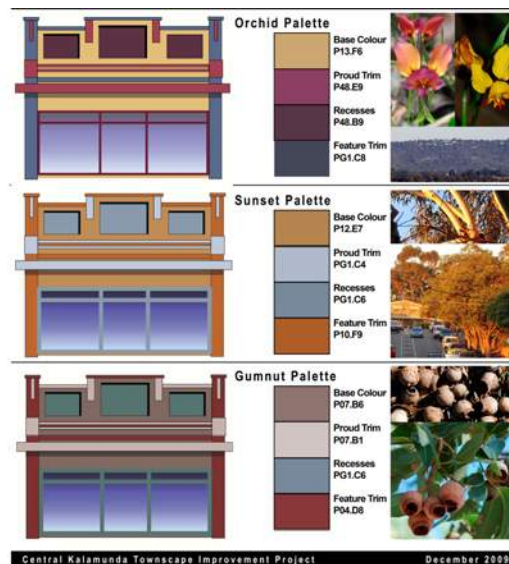 Orchid Palette
Base Colour
P13.F6
Proud Trim
P48.E9
Recesses
P48.B9
Feature Trim
PG1.C8
Sunset Palette
Base Colour
P12.E7
Proud Trim
PG1.C4
Recesses
PG1.C6
Feature Trim
P10.F9
Gumnut Palette
Base Colour
P07.B6
Proud Trim
P07.B1
Recesses
PG1.C6
Feature Trim
P04.D8
Central Kalamunda Townscape Improvement Project December 2009